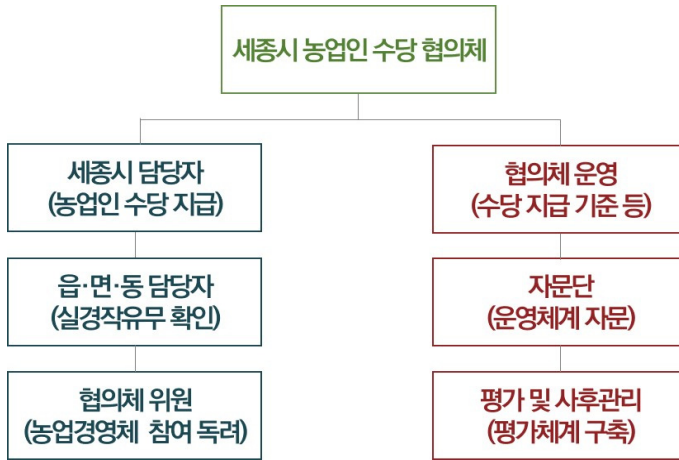 세종시 농업인 수당 협의체
세종시 담당자
(농업인 수당 지급)
읍·면·동 담당자
(실경작유무 확인)
협의체 위원
(농업경영체 참여 독려)
협의체 운영
(수당 지급 기준 등)
자문단
(운영체계 자문)
평가 및 사후관리
(평가체계 구축)